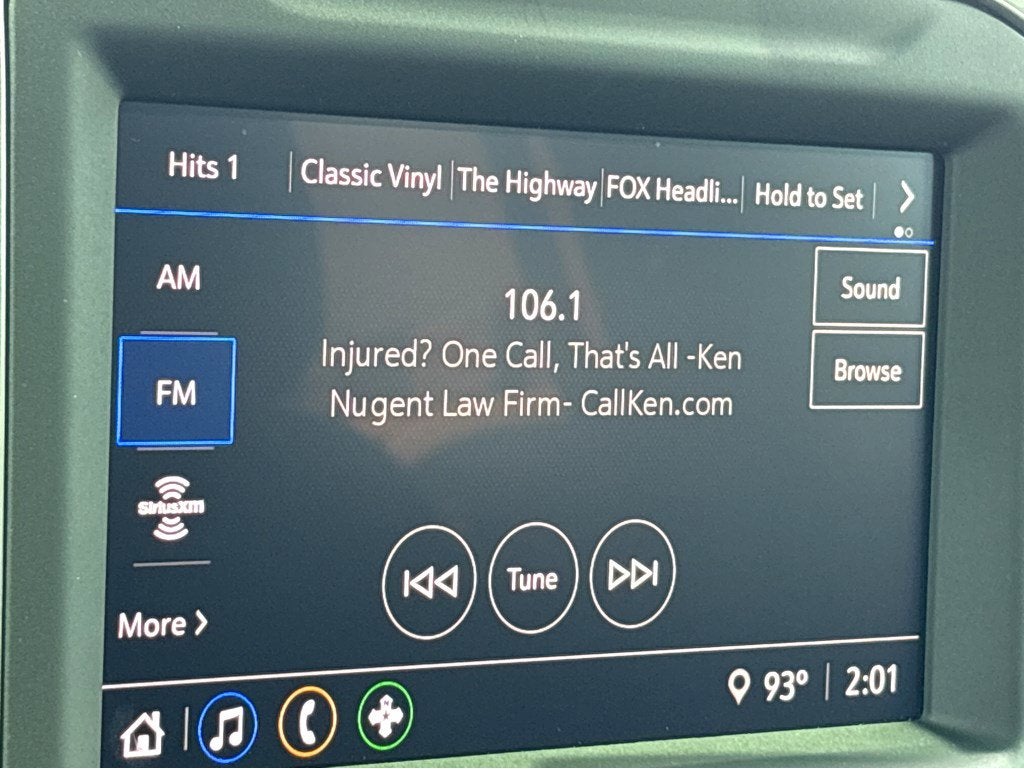 Hits 1 Classic Vinyl The Highway FOX Headli... Hold to Set
AM
106.1
Sound
Injured? One Call, That's All -Ken
Browse
FM
Nugent Law Firm- CallKen.com
SiriusXM
Tune
More
93° 2:01